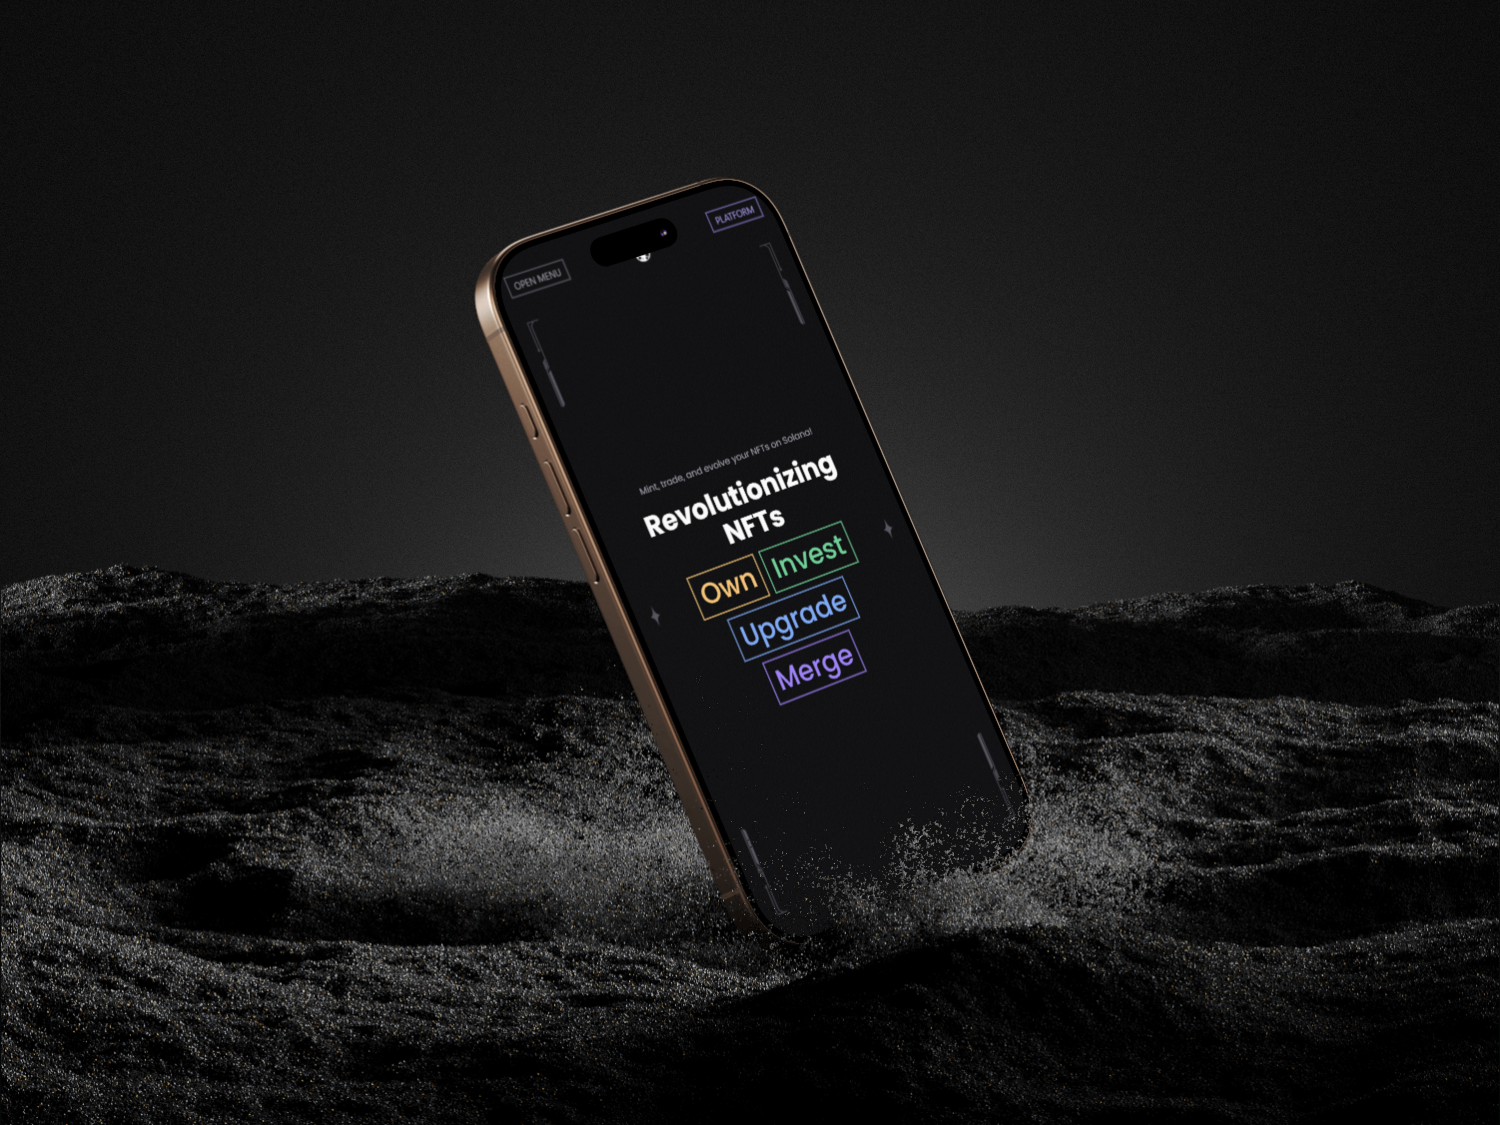 OPEN MENU
PLATFORM
Mint, trade, and evolve your NFTs on Solana!
Revolutionizing
NFTs
Own Invest
Upgrade
Merge